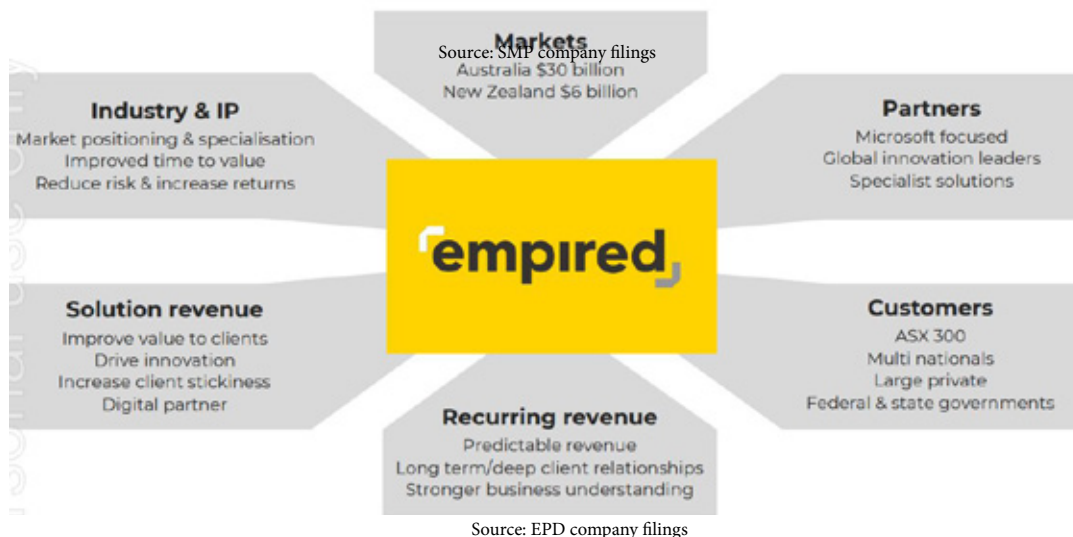 Markets
Source: SMP company filings
Australia $30 billion
New Zealand $6 billion
Industry & IP
Market positioning & specialisation
Improved time to value
Reduce risk & increase returns
Partners
Microsoft focused
Global innovation leaders
Specialist solutions
empired
Solution revenue
Improve value to clients
Drive innovation
Increase client stickiness
Digital partner
Customers
ASX 300
Multi nationals
Large private
Federal & state governments
Recurring revenue
Predictable revenue
Long term/deep client relationships
Stronger business understanding
Source: EPD company filings